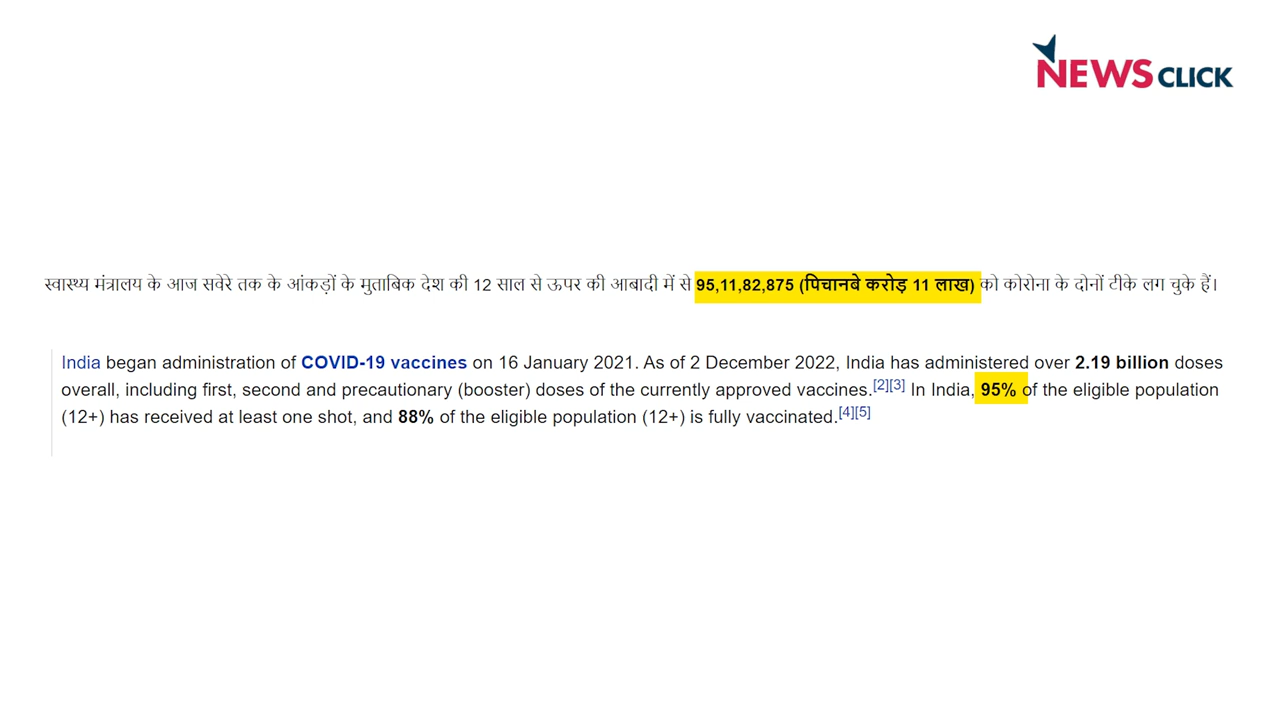 NEWSCLICK
स्वास्थ्य मंत्रालय के आज सवेरे तक के आंकड़ों के मुताबिक देश की 12 साल से ऊपर की आबादी में से 95,11,82,875 (पिचानबे करोड़ 11 लाख) को कोरोना के दोनों टीके लग चुके हैं।
India began administration of COVID-19 vaccines on 16 January 2021. As of 2 December 2022, India has administered over 2.19 billion doses
overall, including first, second and precautionary (booster) doses of the currently approved vaccines.[2][3] In India, 95% of the eligible population
(12+) has received at least one shot, and 88% of the eligible population (12+) is fully vaccinated.[4][5]